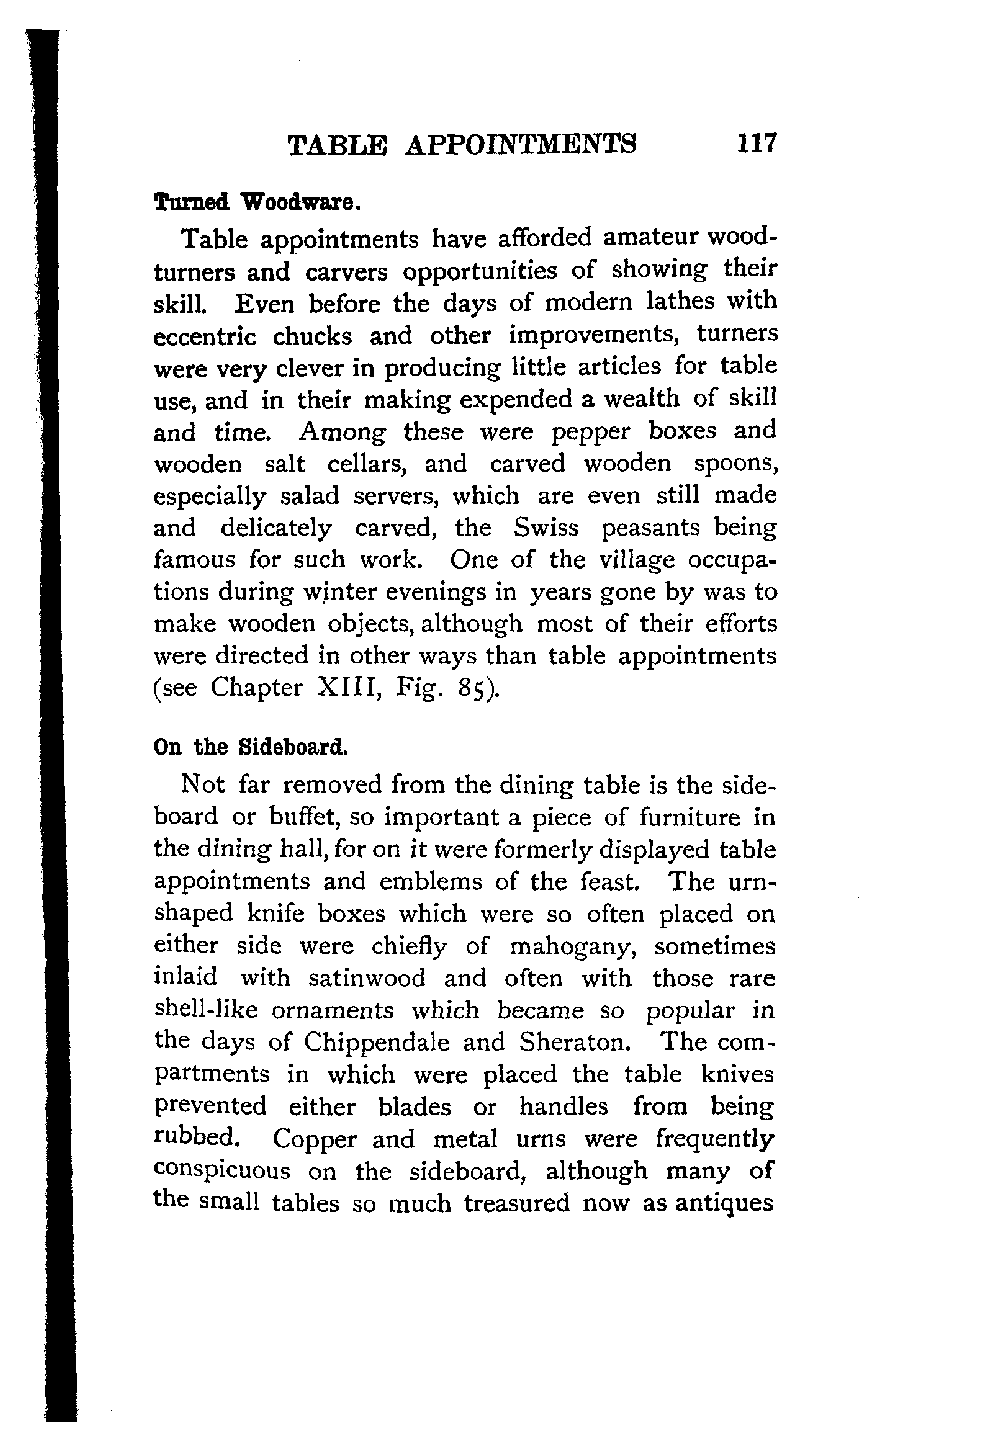 TABLE APPOINTMENTS 117
Turned Woodware.
Table appointments have afforded amateur wood-
turners and carvers opportunities of showing their
skill. Even before the days of modern lathes with
eccentric chucks and other improvements, turners
were very clever in producing little articles for table
use, and in their making expended a wealth of skill
and time. Among these were pepper boxes and
wooden salt cellars, and carved wooden spoons,
especially salad servers, which are even still made
and delicately carved, the Swiss peasants being
famous for such work. One of the village occupa-
tions during winter evenings in years gone by was to
make wooden objects, although most of their efforts
were directed in other ways than table appointments
(see Chapter XIII, Fig. 85).
On the Sideboard.
Not far removed from the dining table is the side-
board or buffet, so important a piece of furniture in
the dining hall, for on it were formerly displayed table
appointments and emblems of the feast. The urn-
shaped knife boxes which were so often placed on
either side were chiefly of mahogany, sometimes
inlaid with satinwood and often with those rare
shell-like ornaments which became so popular in
the days of Chippendale and Sheraton. The com-
partments in which were placed the table knives
prevented either blades or handles from being
rubbed. Copper and metal urns were frequently
conspicuous on the sideboard, although many of
the small tables so much treasured now as antiques